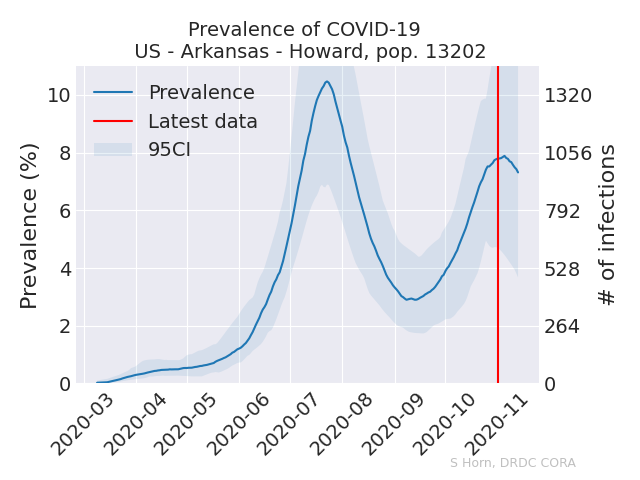 Prevalence of COVID-19
US - Arkansas - Howard, pop. 13202
Prevalence
Latest data
95CI
Prevalence (%)
10
8
6
4
2
0
1320
1056
792
528
264
0
# of infections
2020-03
2020-04
2020-05
2020-06
2020-07
2020-08
2020-09
2020-10
2020-11
S Horn, DRDC CORA